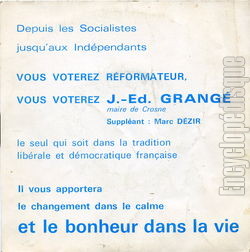 Depuis les Socialistes
jusqu'aux Indépendants
VOUS VOTEREZ RÉFORMATEUR,
VOUS VOTEREZ J.-Ed. GRANGÉ
maire de Crosne
Suppléant : Marc DÉZIR
le seul qui soit dans la tradition
libérale et démocratique française
Il vous apportera
le changement dans le calme
et le bonheur dans la vie